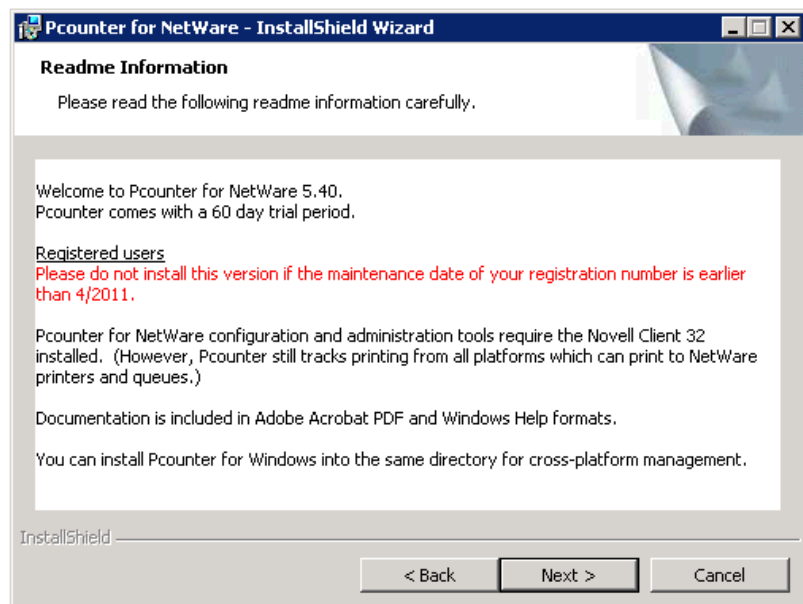 Pcounter for NetWare - InstallShield Wizard
Readme Information
Please read the following readme information carefully.
Welcome to Pcounter for NetWare 5.40.
Pcounter comes with a 60 day trial period.
Registered users
Please do not install this version if the maintenance date of your registration number is earlier
than 4/2011.
Pcounter for NetWare configuration and administration tools require the Novell Client 32
installed.  (However, Pcounter still tracks printing from all platforms which can print to NetWare
printers and queues.)
Documentation is included in Adobe Acrobat PDF and Windows Help formats.
You can install Pcounter for Windows into the same directory for cross-platform management.
InstallShield
< Back
Next >
Cancel